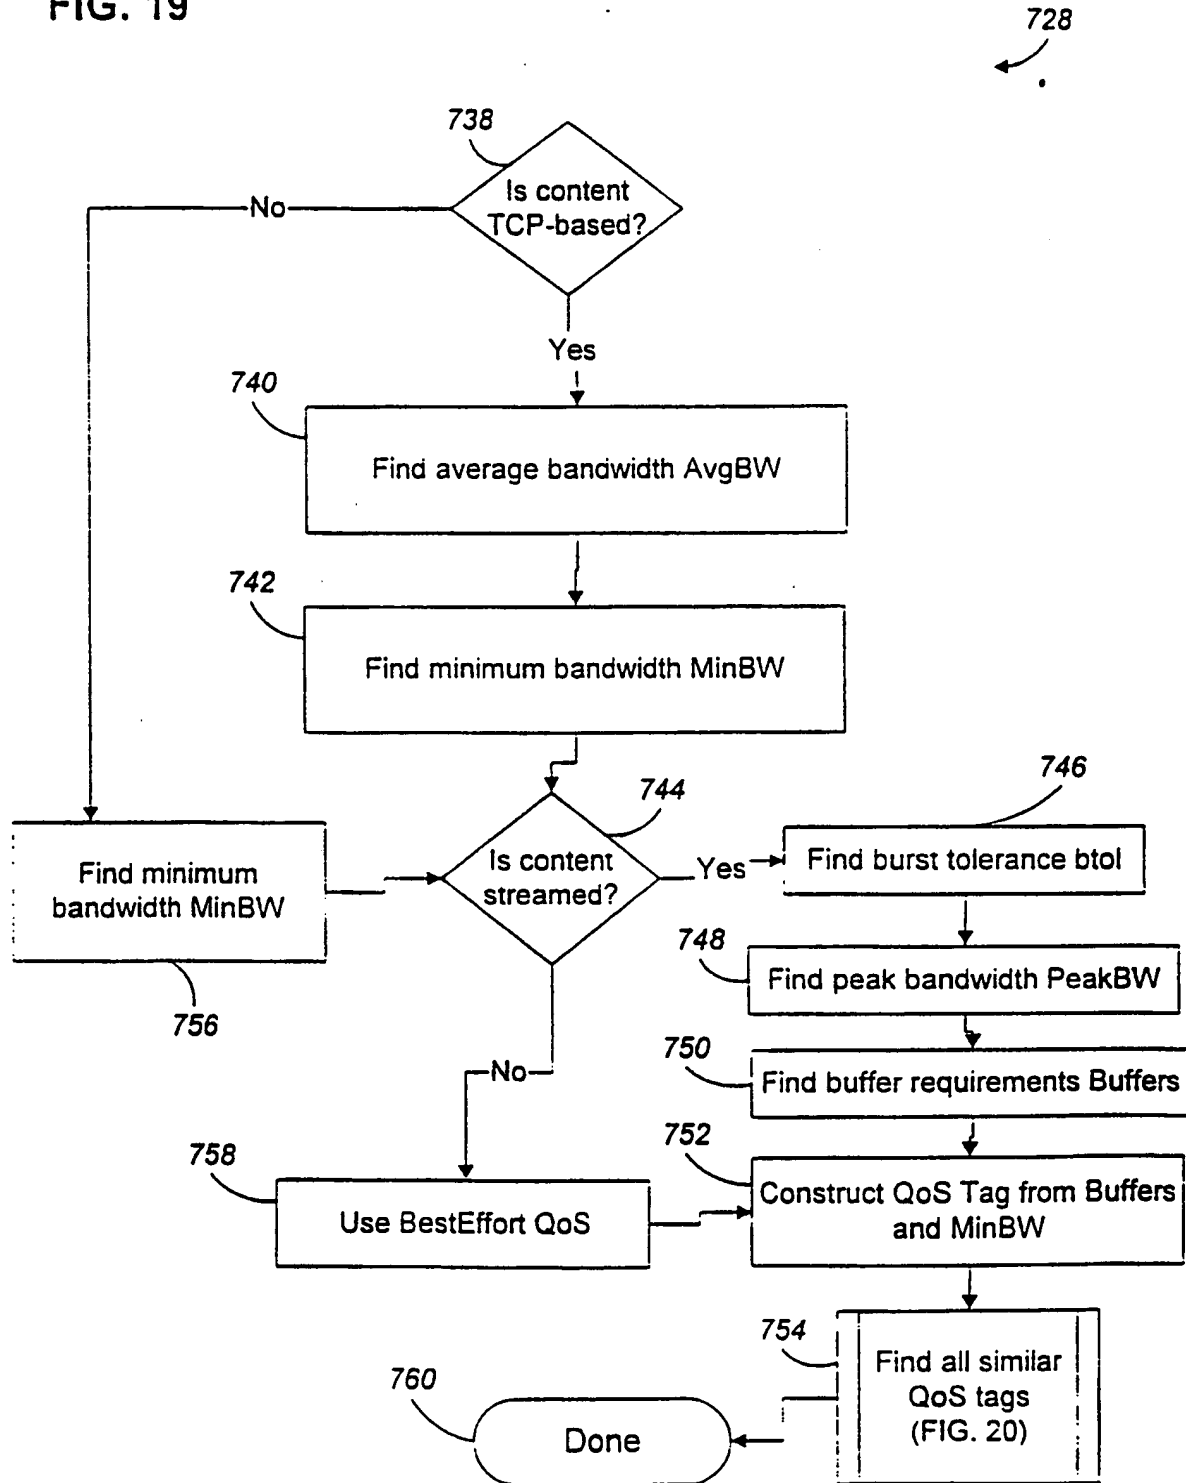 FIG. 19
728
738
Is content
TCP-based?
No
Yes
740
Find average bandwidth AvgBW
742
Find minimum bandwidth MinBW
744
746
Is content
streamed?
Yes
Find burst tolerance btol
Find minimum
bandwidth MinBW
756
748
Find peak bandwidth PeakBW
No
750
Find buffer requirements Buffers
758
Use BestEffort QoS
752
Construct QoS Tag from Buffers
and MinBW
754
Find all similar
QoS tags
(FIG. 20)
760
Done